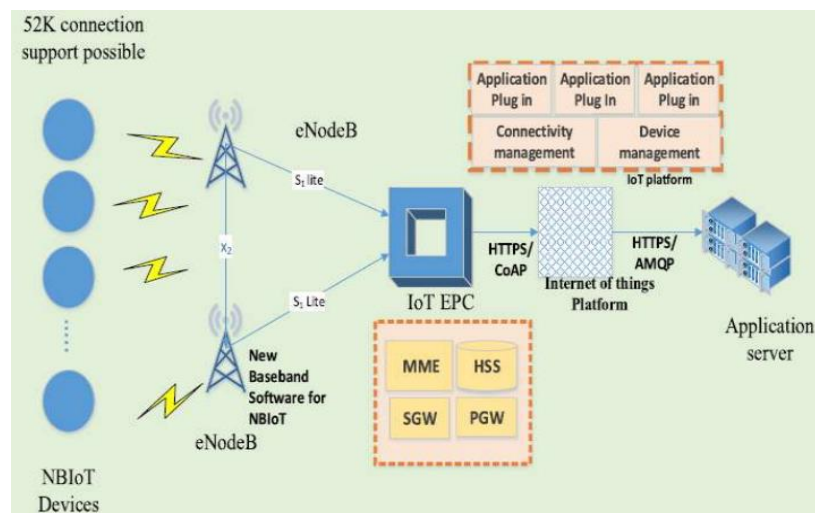 52K connection
support possible
eNodeB
S1 lite
X2
S1 Lite
New
Baseband
Software for
NBIoT
eNodeB
NBIoT
Devices
IoT EPC
MME
HSS
SGW
PGW
HTTPS/
CoAP
Application
Plug in
Application
Plug In
Application
Plug in
Connectivity
management
Device
management
IoT platform
Internet of things
Platform
HTTPS/
AMQP
Application
server